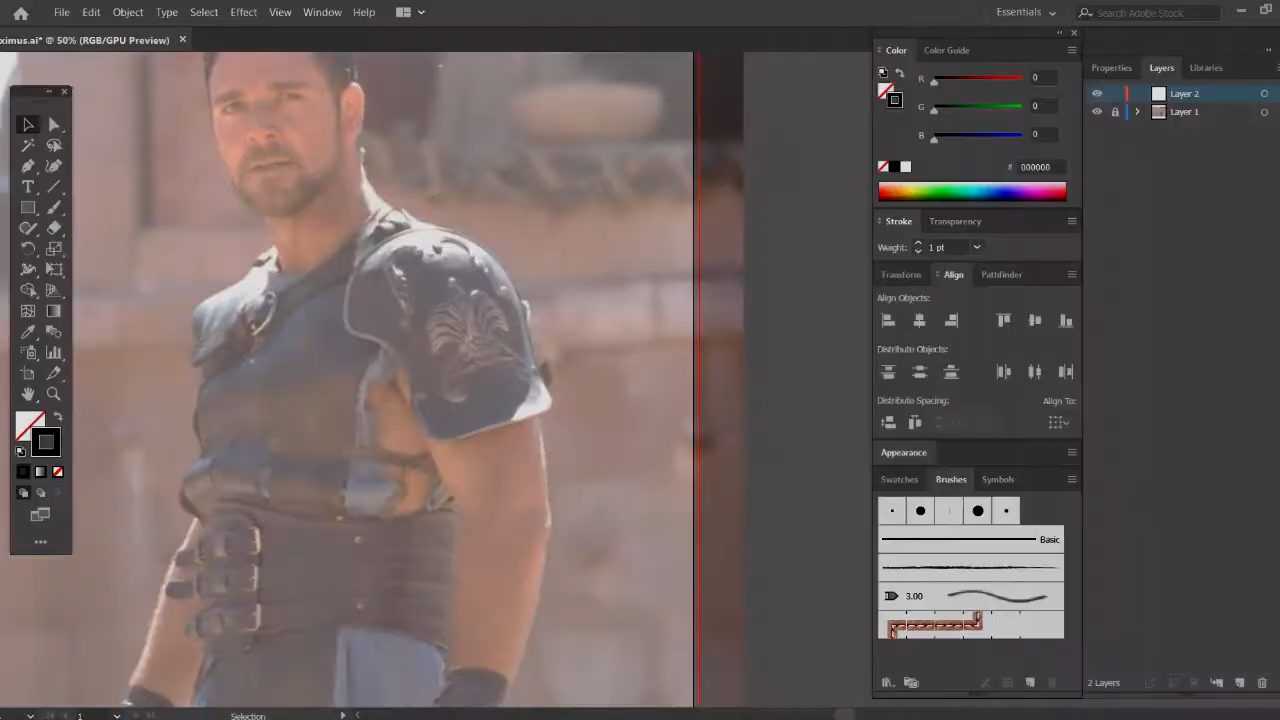 File Edit Object Type Select Effect View Window Help
Essentials
Search Adobe Stock
ximus.ai* @ 50% (RGB/GPU Preview) ×
Color Color Guide
R 0
G 0
B 0
# 000000
Stroke Transparency
Weight: 1 pt
Transform Align Pathfinder
Align Objects:
Distribute Objects:
Distribute Spacing: Align To:
Appearance
Swatches Brushes Symbols
Basic
3.00
Properties Layers Libraries
Layer 2
Layer 1
2 Layers
1
Selection